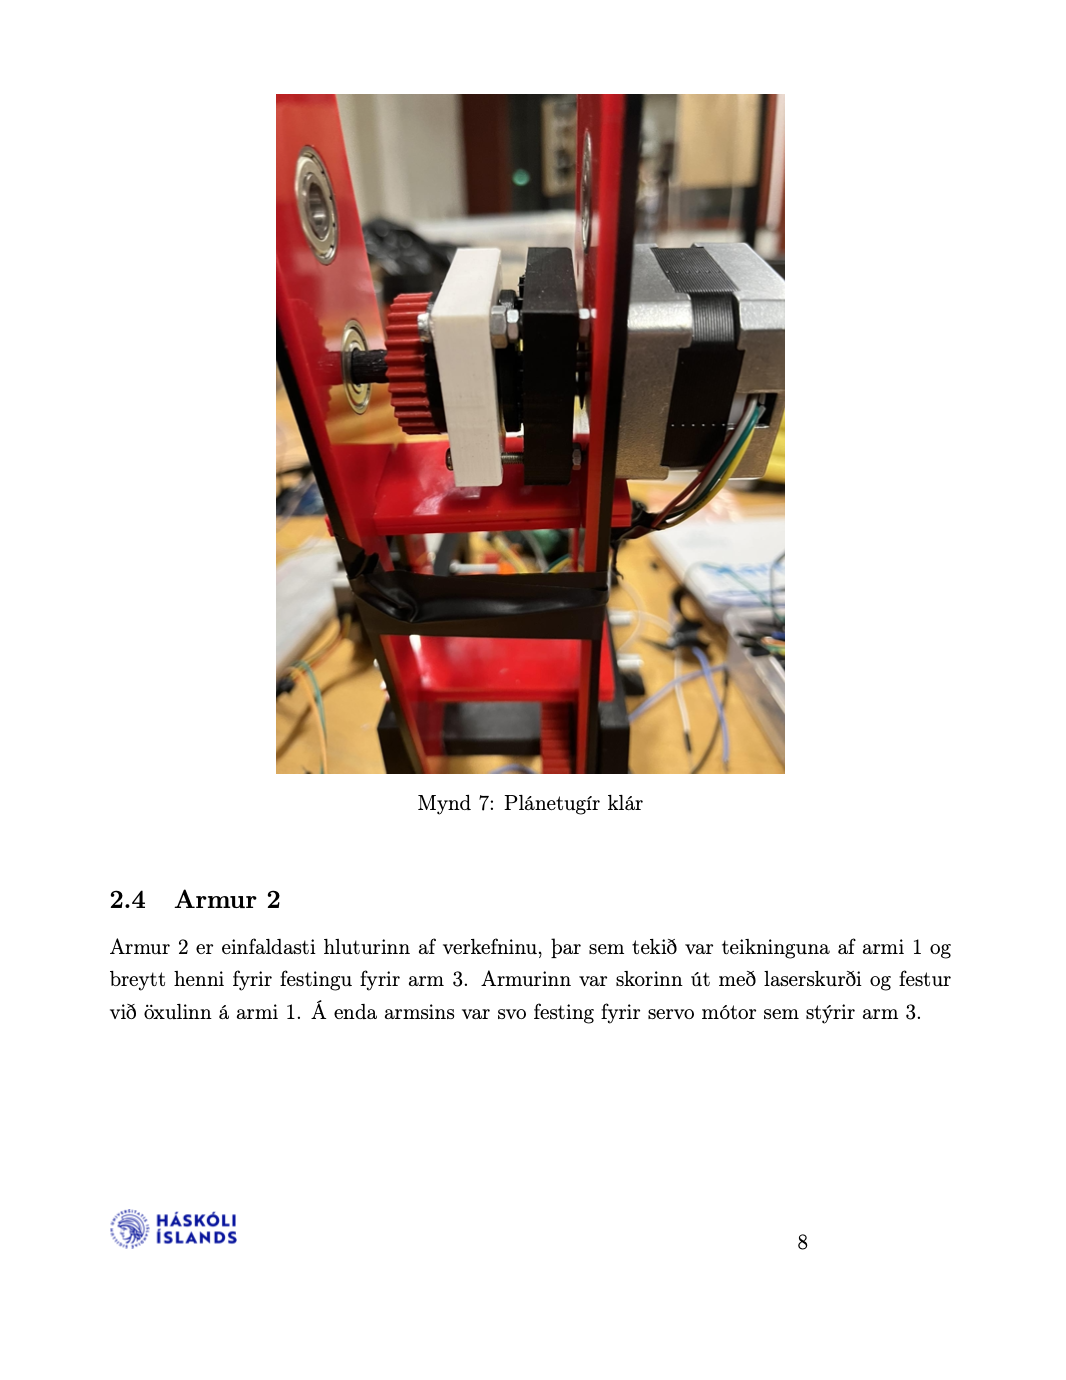 Mynd 7: Plánetugír klár
2.4 Armur 2
Armur 2 er einfaldasti hluturinn af verkefninu, þar sem tekið var teikninguna af armi 1 og
breytt henni fyrir festingu fyrir arm 3. Armurinn var skorinn út með laserskurði og festur
við öxulinn á armi 1. Á enda armsins var svo festing fyrir servo mótor sem stýrir arm 3.
HÁSKÓLI
ÍSLANDS
8